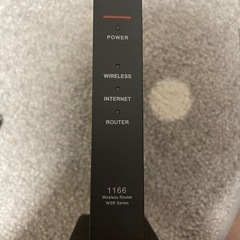 POWER
WIRELESS
INTERNET
ROUTER
1166
Wireless Router
WSR Series